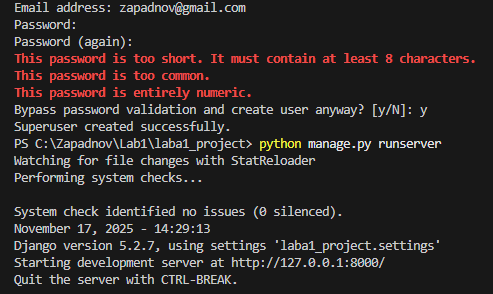 Email address: zapadnov@gmail.com
Password:
Password (again):
This password is too short. It must contain at least 8 characters.
This password is too common.
This password is entirely numeric.
Bypass password validation and create user anyway? [y/N]: y
Superuser created successfully.
PS C:\Zapadnov\Lab1\laba1_project> python manage.py runserver
Watching for file changes with StatReloader
Performing system checks...

System check identified no issues (0 silenced).
November 17, 2025 - 14:29:13
Django version 5.2.7, using settings 'laba1_project.settings'
Starting development server at http://127.0.0.1:8000/
Quit the server with CTRL-BREAK.